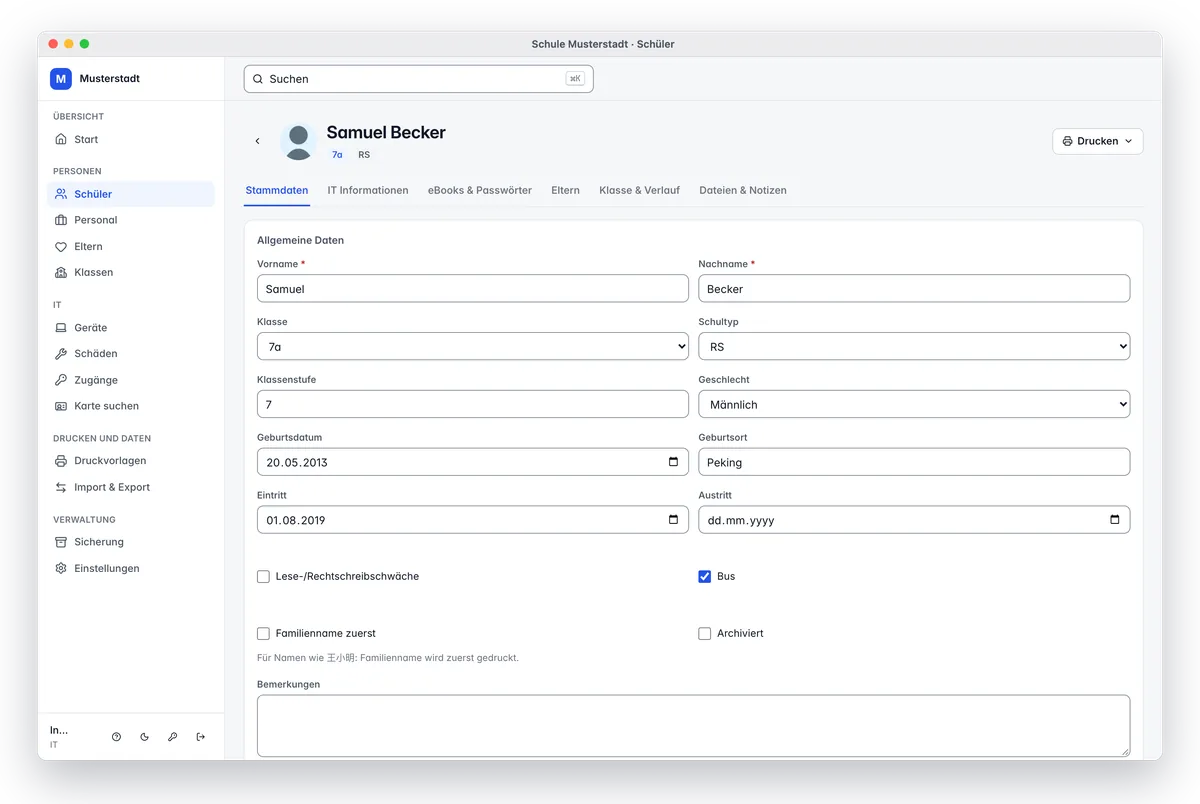 Schule Musterstadt · Schüler
M Musterstadt
Suchen
⌘K
ÜBERSICHT
Start
PERSONEN
Schüler
Personal
Eltern
Klassen
IT
Geräte
Schäden
Zugänge
Karte suchen
DRUCKEN UND DATEN
Druckvorlagen
Import & Export
VERWALTUNG
Sicherung
Einstellungen
In...
IT
Samuel Becker
7a RS
Drucken
Stammdaten IT Informationen eBooks & Passwörter Eltern Klasse & Verlauf Dateien & Notizen
Allgemeine Daten
Vorname * Nachname *
Samuel Becker
Klasse Schultyp
7a RS
Klassenstufe Geschlecht
7 Männlich
Geburtsdatum Geburtsort
20.05.2013 Peking
Eintritt Austritt
01.08.2019 dd.mm.yyyy
Lese-/Rechtschreibschwäche Bus
Familienname zuerst Archiviert
Für Namen wie 王小明: Familienname wird zuerst gedruckt.
Bemerkungen